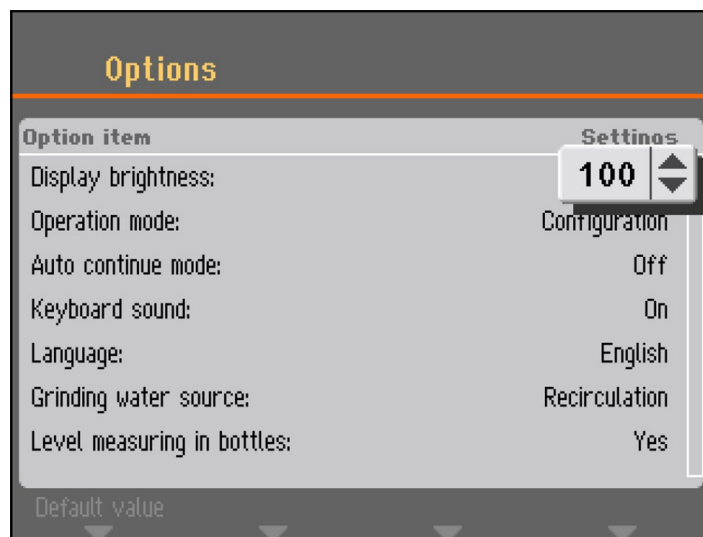 Options
Option item Settings
Display brightness: 100
Operation mode: Configuration
Auto continue mode: Off
Keyboard sound: On
Language: English
Grinding water source: Recirculation
Level measuring in bottles: Yes
Default value